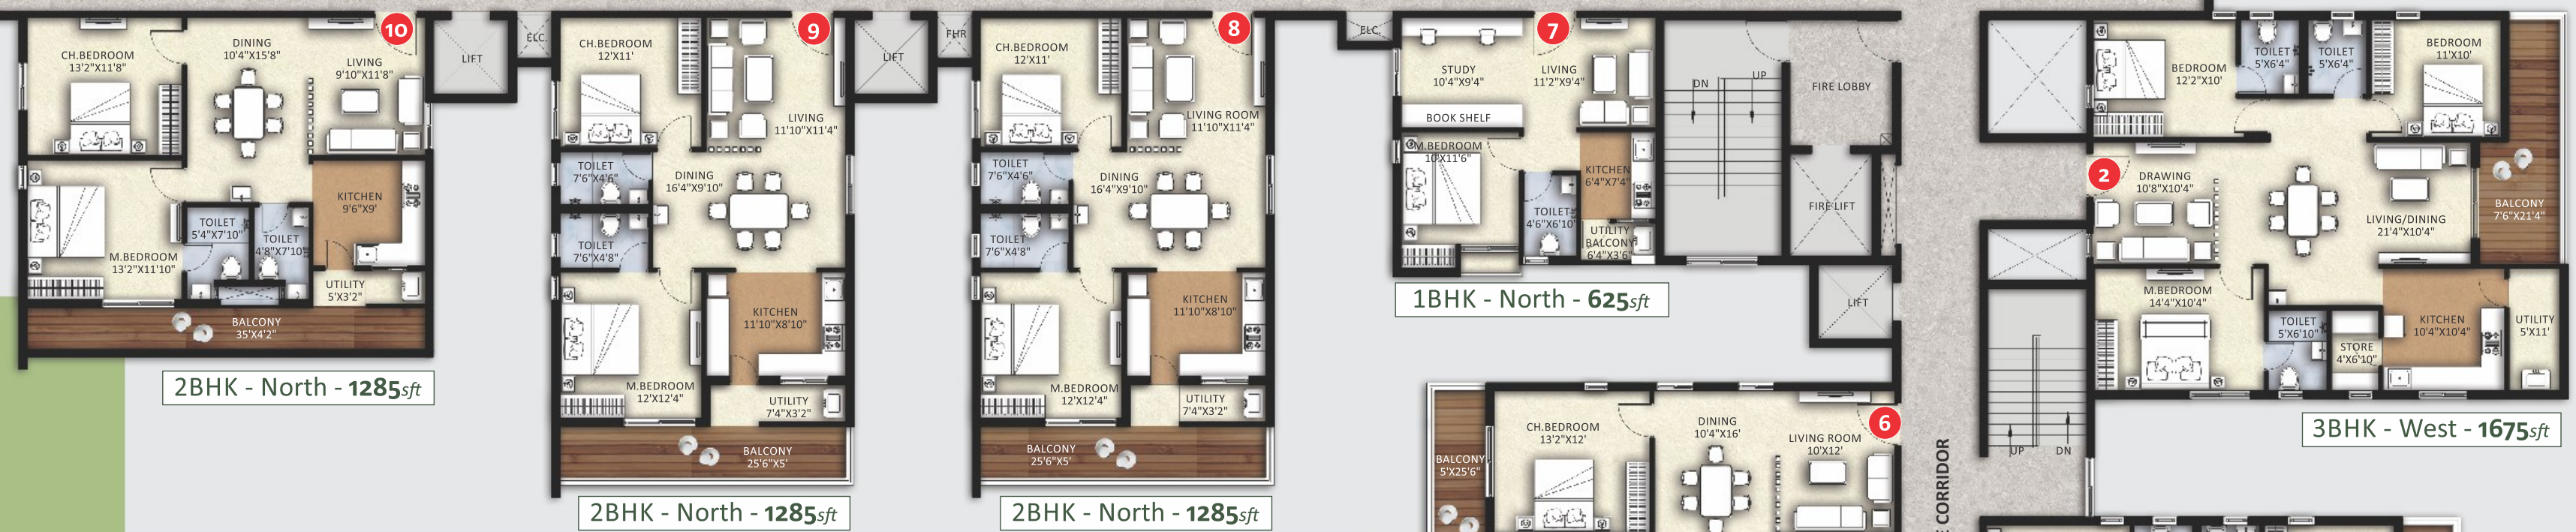 10
CH.BEDROOM
13'2"X11'8"
DINING
10'4"X15'8"
LIVING
9'10"X11'8"
KITCHEN
9'6"X9'
TOILET
5'4"X7'10"
TOILET
4'8"X7'10"
M.BEDROOM
13'2"X11'10"
UTILITY
5'X3'2"
BALCONY
35'X4'2"
2BHK - North - 1285sft
LIFT
ELC.
9
CH.BEDROOM
12'X11'
LIVING
11'10"X11'4"
TOILET
7'6"X4'6"
DINING
16'4"X9'10"
TOILET
7'6"X4'8"
KITCHEN
11'10"X8'10"
M.BEDROOM
12'X12'4"
UTILITY
7'4"X3'2"
BALCONY
25'6"X5'
2BHK - North - 1285sft
LIFT
FHR
8
CH.BEDROOM
12'X11'
LIVING ROOM
11'10"X11'4"
TOILET
7'6"X4'6"
DINING
16'4"X9'10"
TOILET
7'6"X4'8"
KITCHEN
11'10"X8'10"
M.BEDROOM
12'X12'4"
UTILITY
7'4"X3'2"
BALCONY
25'6"X5'
2BHK - North - 1285sft
ELC.
7
STUDY
10'4"X9'4"
LIVING
11'2"X9'4"
BOOK SHELF
M.BEDROOM
10'X11'6"
KITCHEN
6'4"X7'4"
TOILET
4'6"X6'10"
UTILITY
BALCONY
6'4"X3'6"
1BHK - North - 625sft
DN
UP
FIRE LOBBY
FIRE LIFT
LIFT
6
CH.BEDROOM
13'2"X12'
DINING
10'4"X16'
LIVING ROOM
10'X12'
BALCONY
5'X25'6"
CORRIDOR
2
BEDROOM
12'2"X10'
TOILET
5'X6'4"
TOILET
5'X6'4"
BEDROOM
11'X10'
DRAWING
10'8"X10'4"
LIVING/DINING
21'4"X10'4"
BALCONY
7'6"X21'4"
M.BEDROOM
14'4"X10'4"
TOILET
5'X6'10"
STORE
4'X6'10"
KITCHEN
10'4"X10'4"
UTILITY
5'X11'
UP
DN
3BHK - West - 1675sft